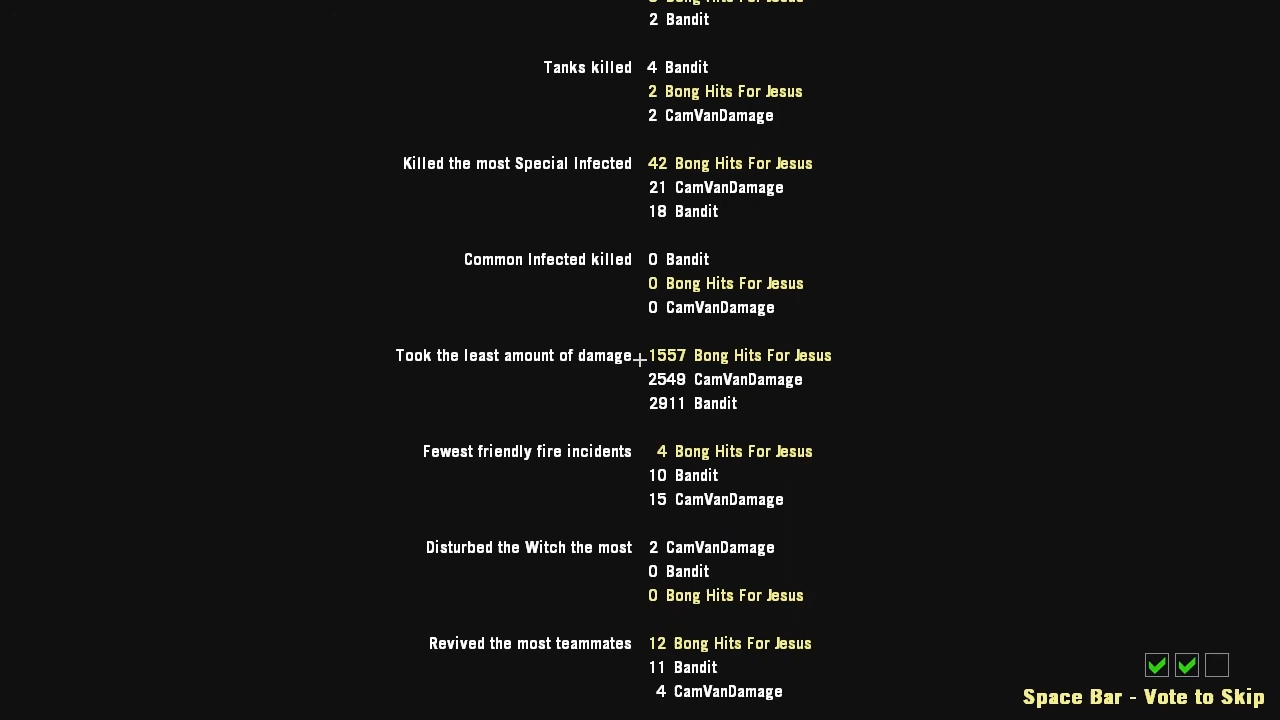 Bong Hits For Jesus
2 Bandit
Tanks killed 4 Bandit
2 Bong Hits For Jesus
2 CamVanDamage
Killed the most Special Infected 42 Bong Hits For Jesus
21 CamVanDamage
18 Bandit
Common Infected killed 0 Bandit
0 Bong Hits For Jesus
0 CamVanDamage
Took the least amount of damage 1557 Bong Hits For Jesus
2549 CamVanDamage
2911 Bandit
Fewest friendly fire incidents 4 Bong Hits For Jesus
10 Bandit
15 CamVanDamage
Disturbed the Witch the most 2 CamVanDamage
0 Bandit
0 Bong Hits For Jesus
Revived the most teammates 12 Bong Hits For Jesus
11 Bandit
4 CamVanDamage
Space Bar - Vote to Skip